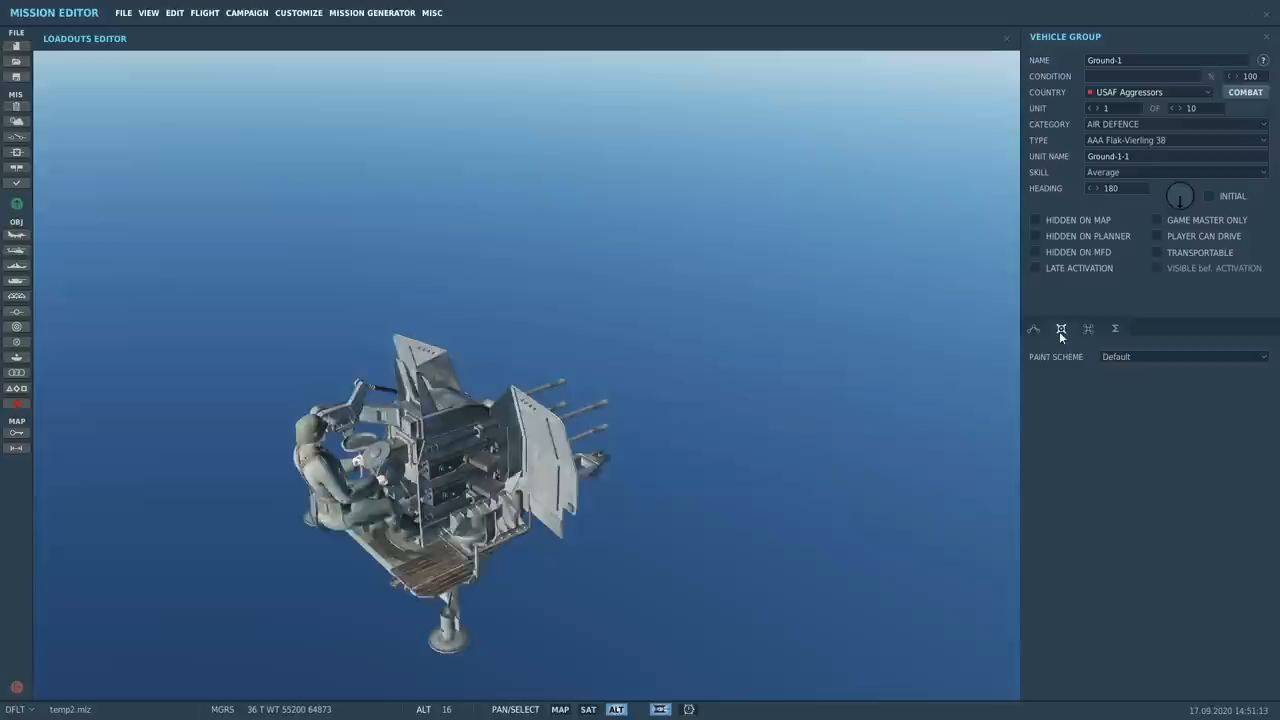 MISSION EDITOR FILE VIEW EDIT FLIGHT CAMPAIGN CUSTOMIZE MISSION GENERATOR MISC
FILE
LOADOUTS EDITOR
MIS
OBJ
MAP
VEHICLE GROUP
NAME Ground-1 ?
CONDITION % < > 100
COUNTRY USAF Aggressors COMBAT
UNIT < > 1 OF < > 10
CATEGORY AIR DEFENCE
TYPE AAA Flak-Vierling 38
UNIT NAME Ground-1-1
SKILL Average
HEADING < > 180 INITIAL
HIDDEN ON MAP GAME MASTER ONLY
HIDDEN ON PLANNER PLAYER CAN DRIVE
HIDDEN ON MFD TRANSPORTABLE
LATE ACTIVATION VISIBLE bef. ACTIVATION
Σ
PAINT SCHEME Default
DFLT temp2.miz MGRS 36 T WT 55200 64873 ALT 16 PAN/SELECT MAP SAT ALT 17.09.2020 14:51:13